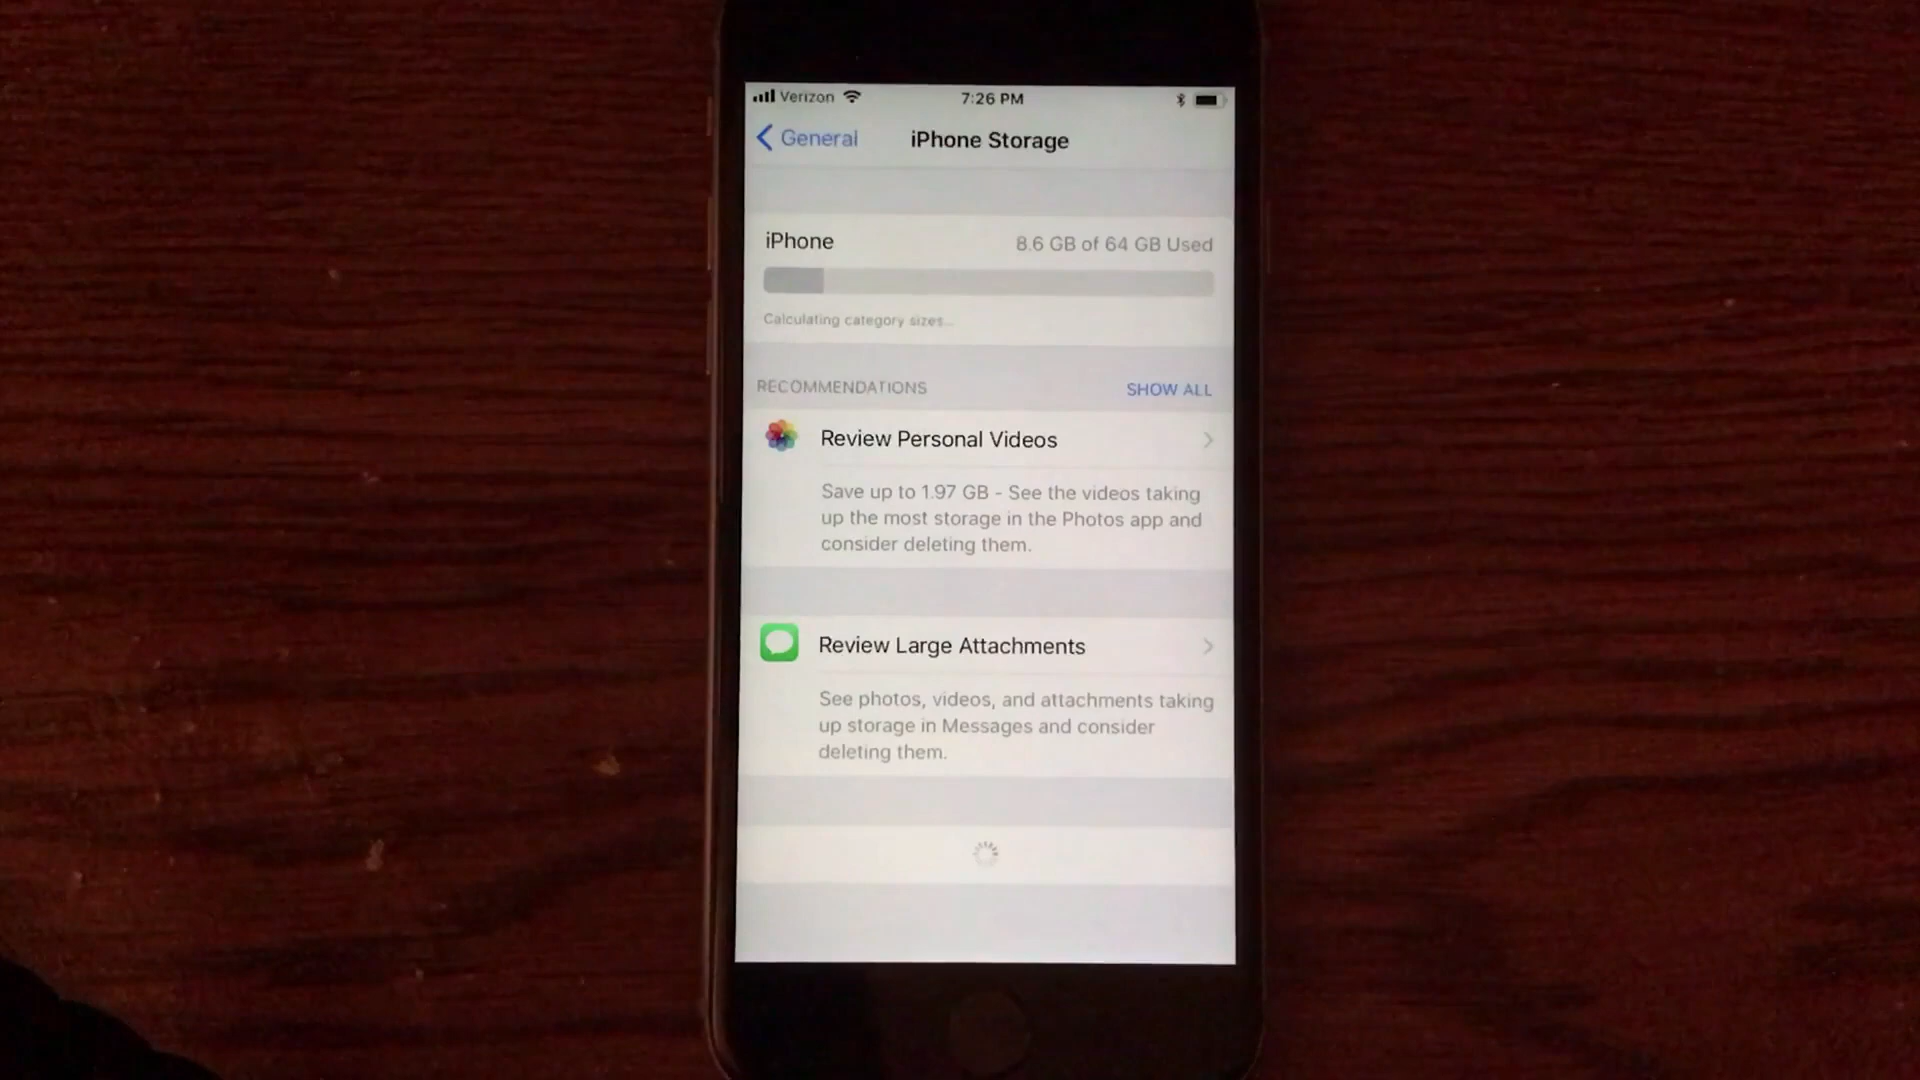 Verizon 7:26 PM
General iPhone Storage
iPhone 8.6 GB of 64 GB Used
Calculating category sizes...
RECOMMENDATIONS SHOW ALL
Review Personal Videos
Save up to 1.97 GB - See the videos taking
up the most storage in the Photos app and
consider deleting them.
Review Large Attachments
See photos, videos, and attachments taking
up storage in Messages and consider
deleting them.